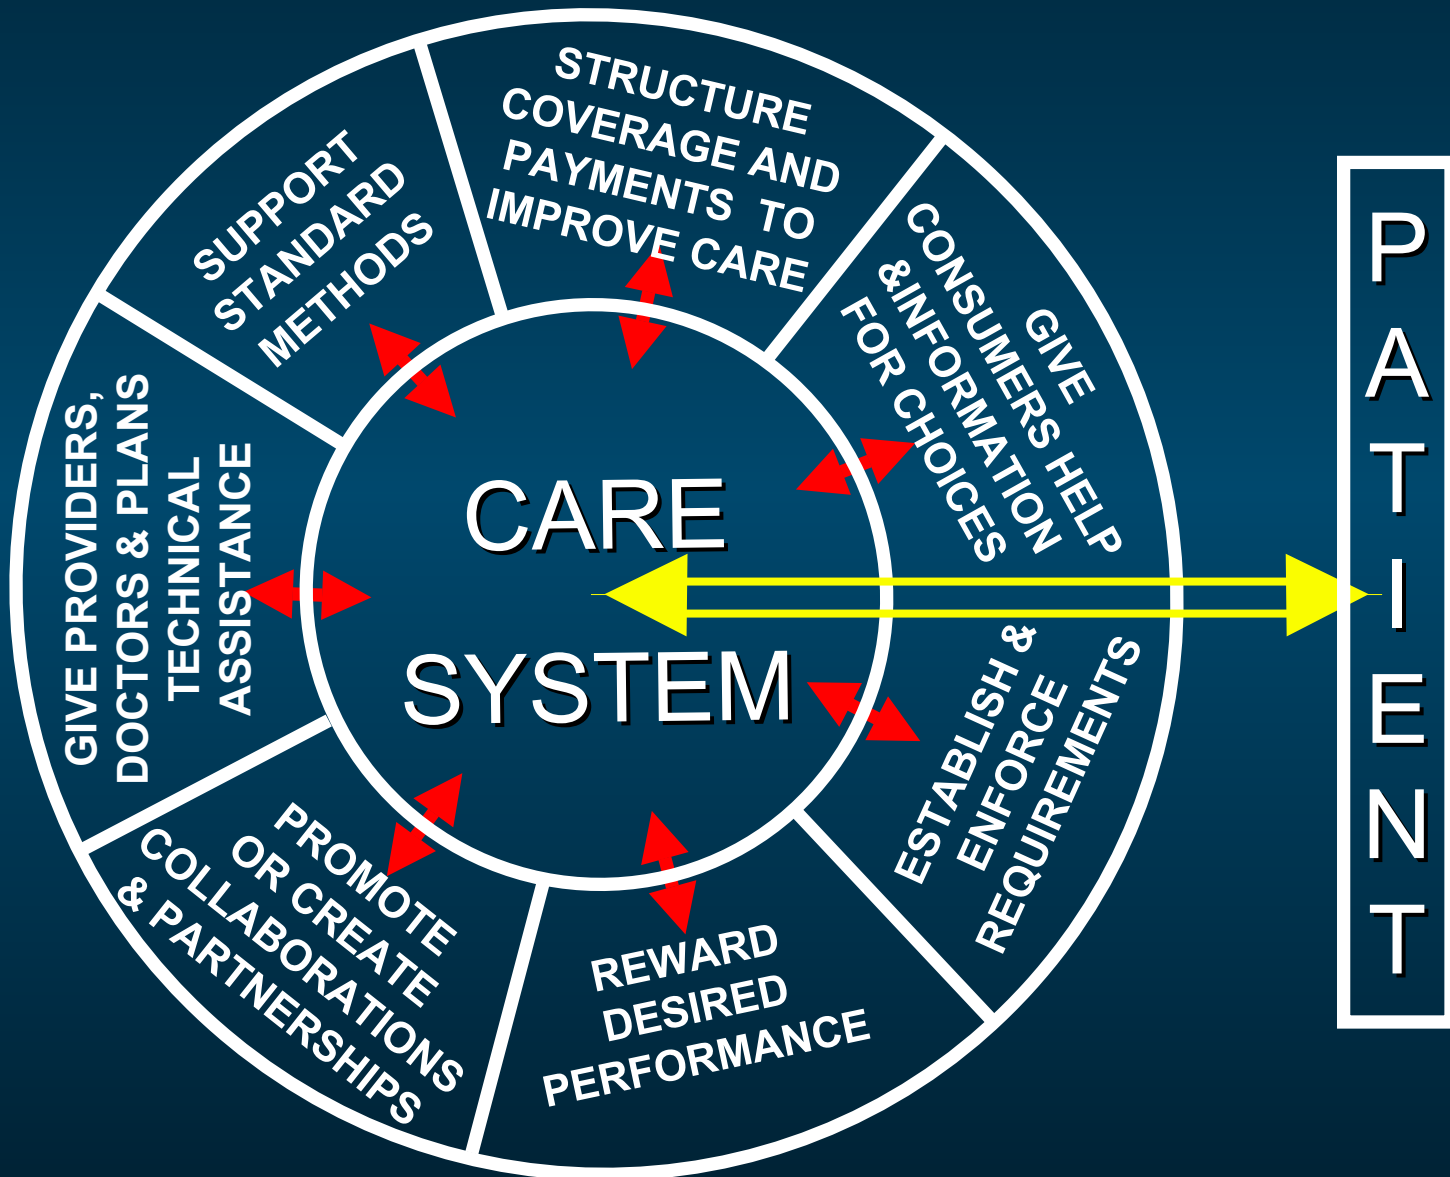 STRUCTURE
COVERAGE AND
PAYMENTS TO
IMPROVE CARE
GIVE
CONSUMERS HELP
&INFORMATION
FOR CHOICES
ESTABLISH &
ENFORCE
REQUIREMENTS
REWARD
DESIRED
PERFORMANCE
PROMOTE
OR CREATE
COLLABORATIONS
& PARTNERSHIPS
GIVE PROVIDERS,
DOCTORS & PLANS
TECHNICAL
ASSISTANCE
SUPPORT
STANDARD
METHODS
CARE
SYSTEM
PATIENT